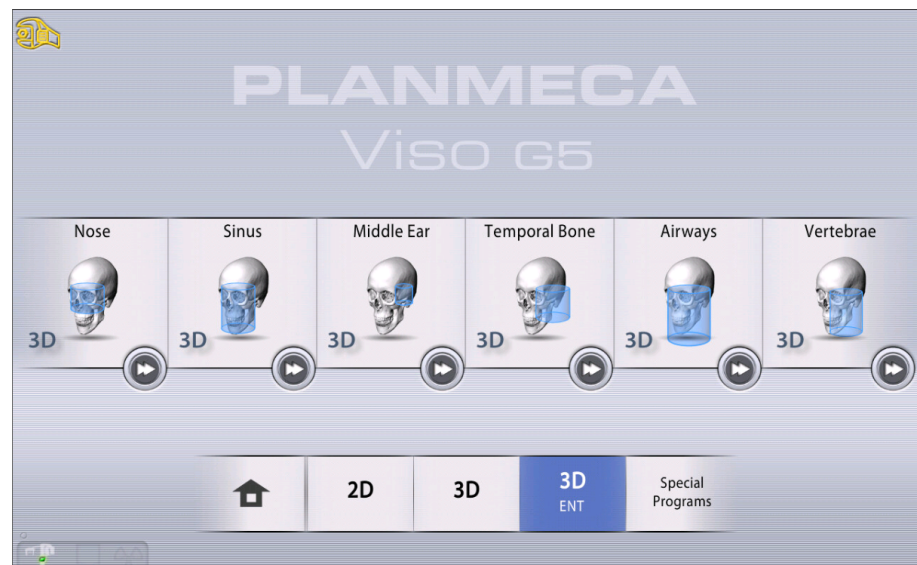 PLANMECA
Viso G5
Nose
3D
Sinus
3D
Middle Ear
3D
Temporal Bone
3D
Airways
3D
Vertebrae
3D
2D
3D
3D
ENT
Special
Programs